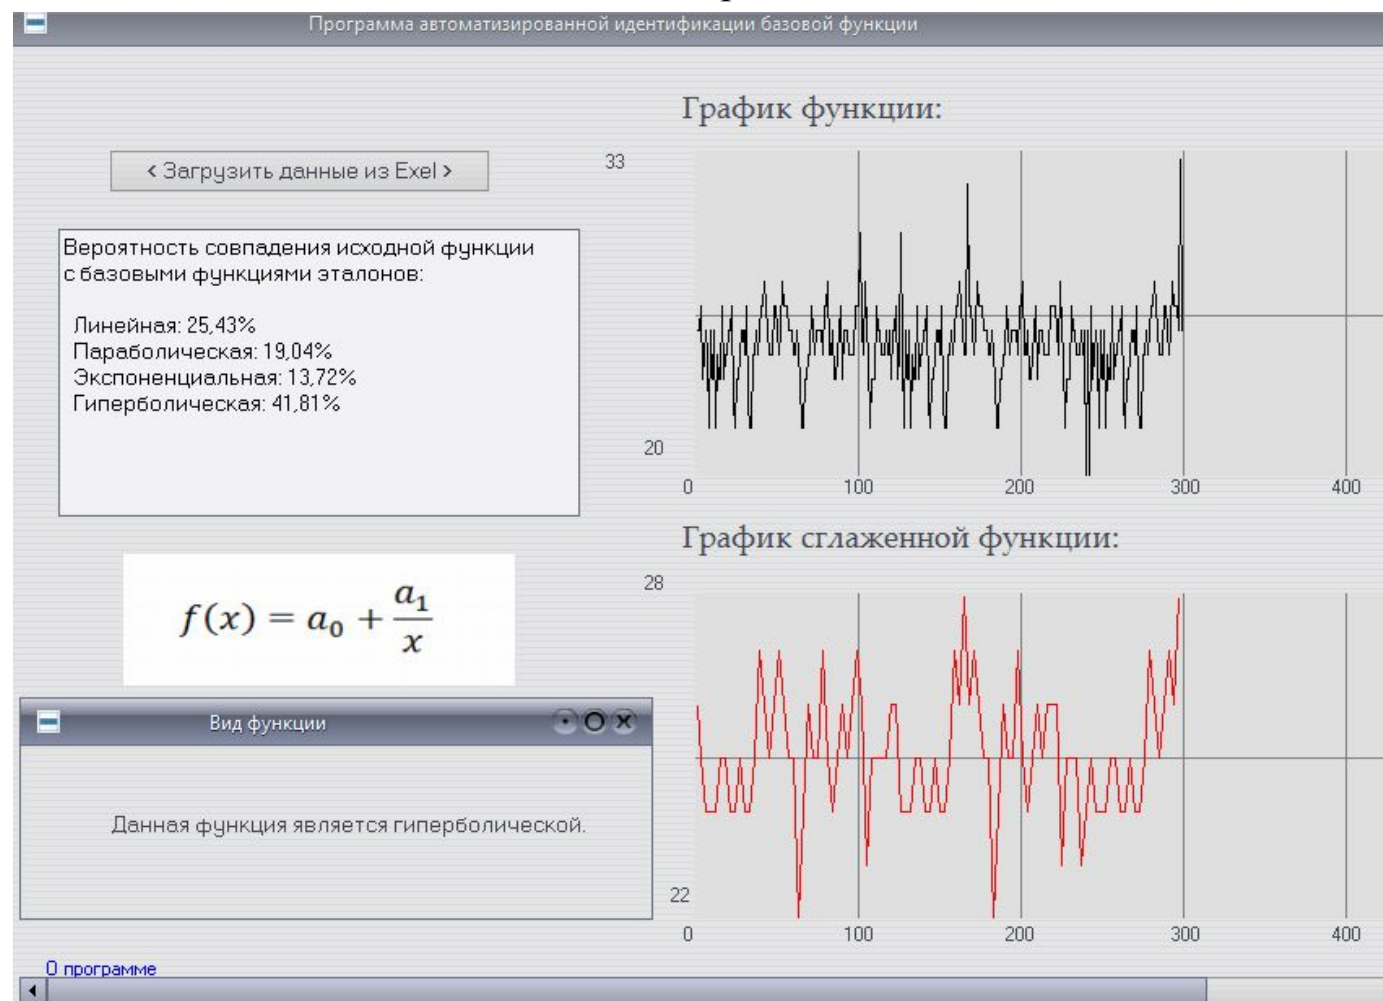 Программа автоматизированной идентификации базовой функции
График функции:
< Загрузить данные из Exel >
33
Вероятность совпадения исходной функции
с базовыми функциями эталонов:
Линейная: 25,43%
Параболическая: 19,04%
Экспоненциальная: 13,72%
Гиперболическая: 41,81%
20
0 100 200 300 400
График сглаженной функции:
28
f(x) = a₀ + a₁/x
Вид функции
Данная функция является гиперболической.
22
0 100 200 300 400
О программе